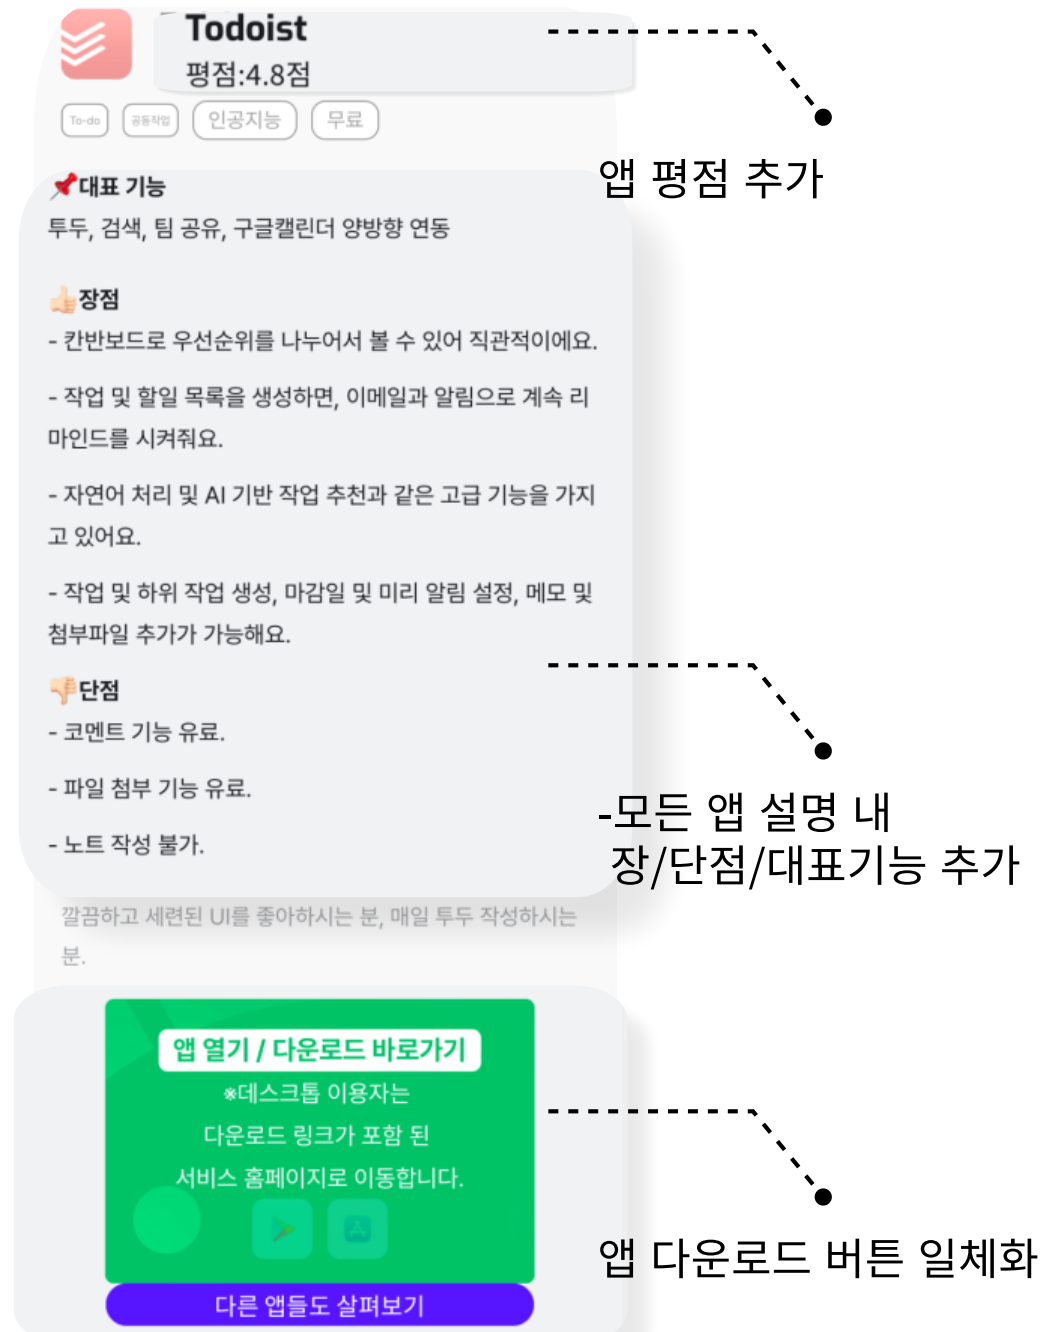 Todoist
평점:4.8점
To-do 공동작업 인공지능 무료
앱 평점 추가
대표 기능
투두, 검색, 팀 공유, 구글캘린더 양방향 연동
장점
- 칸반보드로 우선순위를 나누어서 볼 수 있어 직관적이에요.
- 작업 및 할일 목록을 생성하면, 이메일과 알림으로 계속 리
마인드를 시켜줘요.
- 자연어 처리 및 AI 기반 작업 추천과 같은 고급 기능을 가지
고 있어요.
- 작업 및 하위 작업 생성, 마감일 및 미리 알림 설정, 메모 및
첨부파일 추가가 가능해요.
단점
- 코멘트 기능 유료.
- 파일 첨부 기능 유료.
- 노트 작성 불가.
-모든 앱 설명 내
장/단점/대표기능 추가
깔끔하고 세련된 UI를 좋아하시는 분, 매일 투두 작성하시는
분.
앱 열기 / 다운로드 바로가기
※데스크톱 이용자는
다운로드 링크가 포함 된
서비스 홈페이지로 이동합니다.
앱 다운로드 버튼 일체화
다른 앱들도 살펴보기